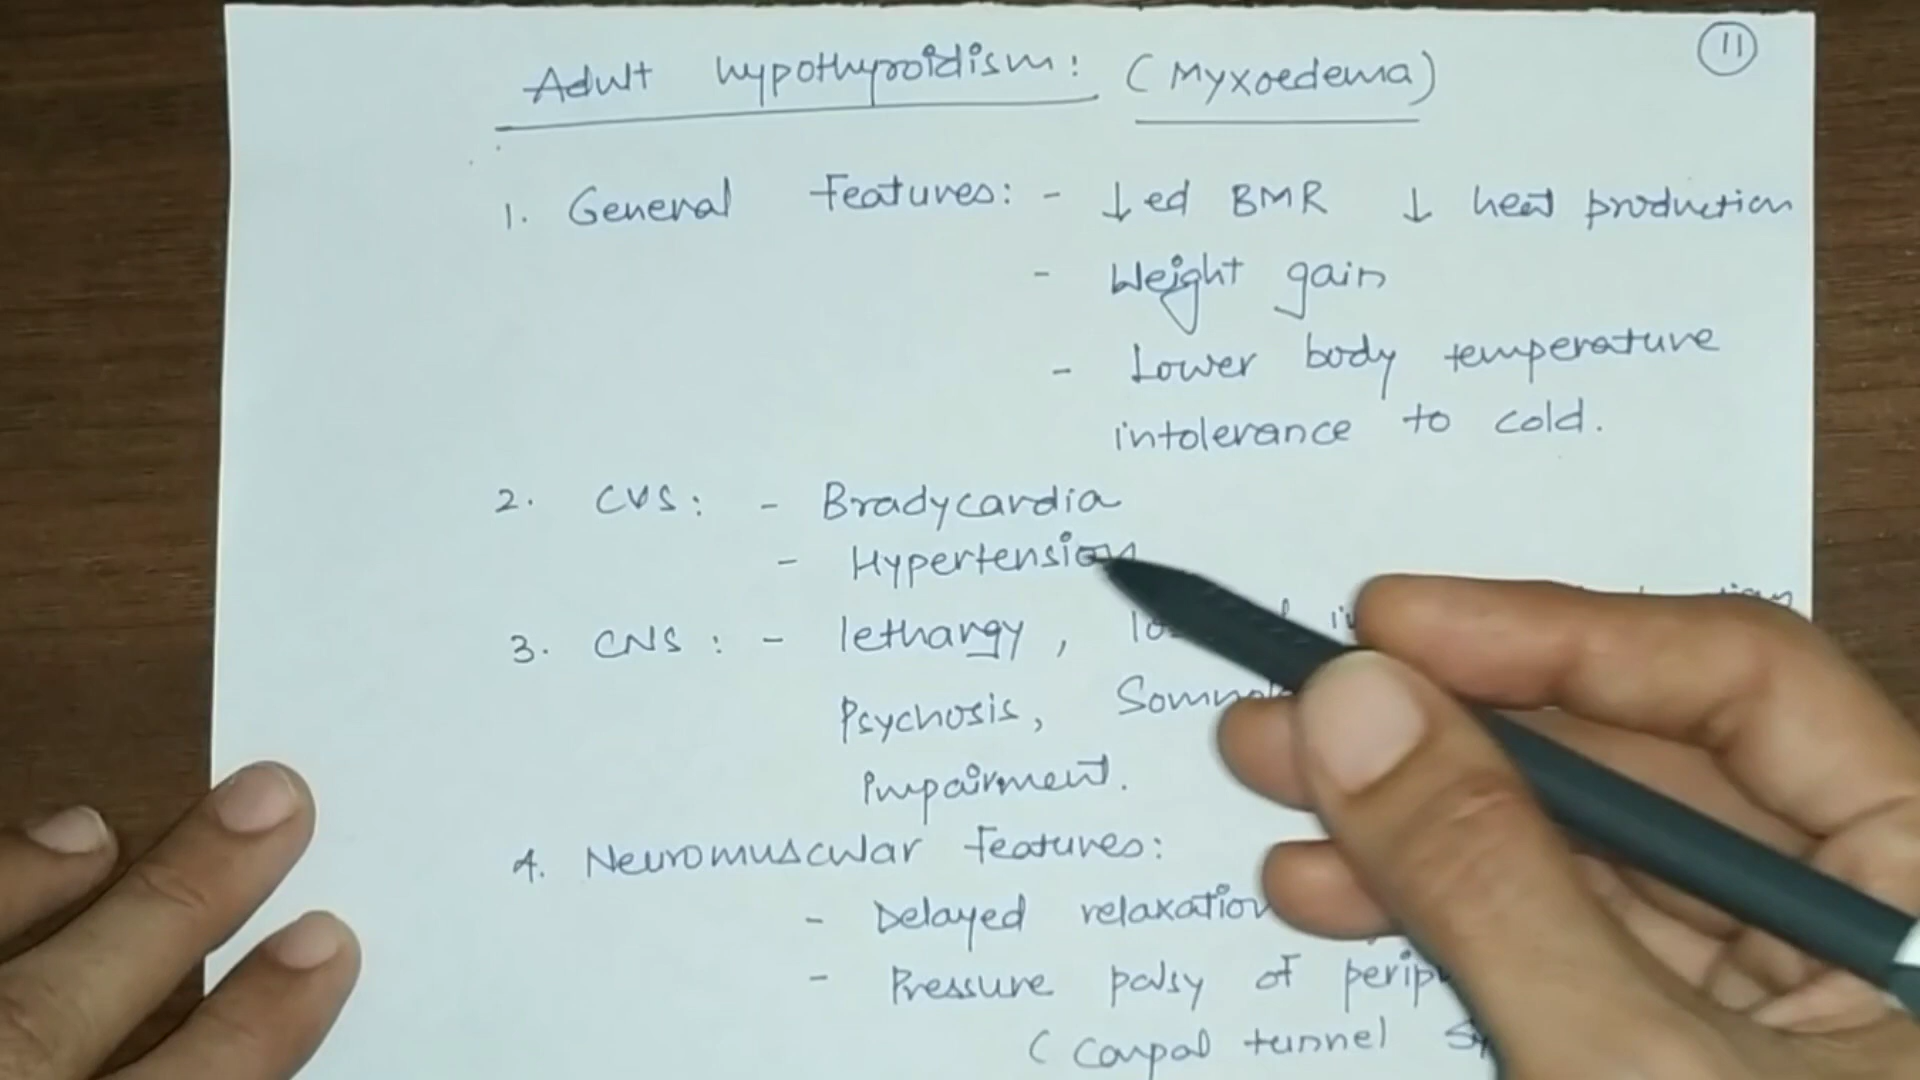 Adult hypothyroidism: (Myxoedema) 11
1. General Features: - ↓ed BMR ↓ heat production
- Weight gain
- Lower body temperature
intolerance to cold.
2. CVS: - Bradycardia
- Hypertension
3. CNS: - lethargy,
Psychosis,
impairment.
4. Neuromuscular Features:
- Delayed relaxation
- Pressure palsy of
(Carpal tunnel